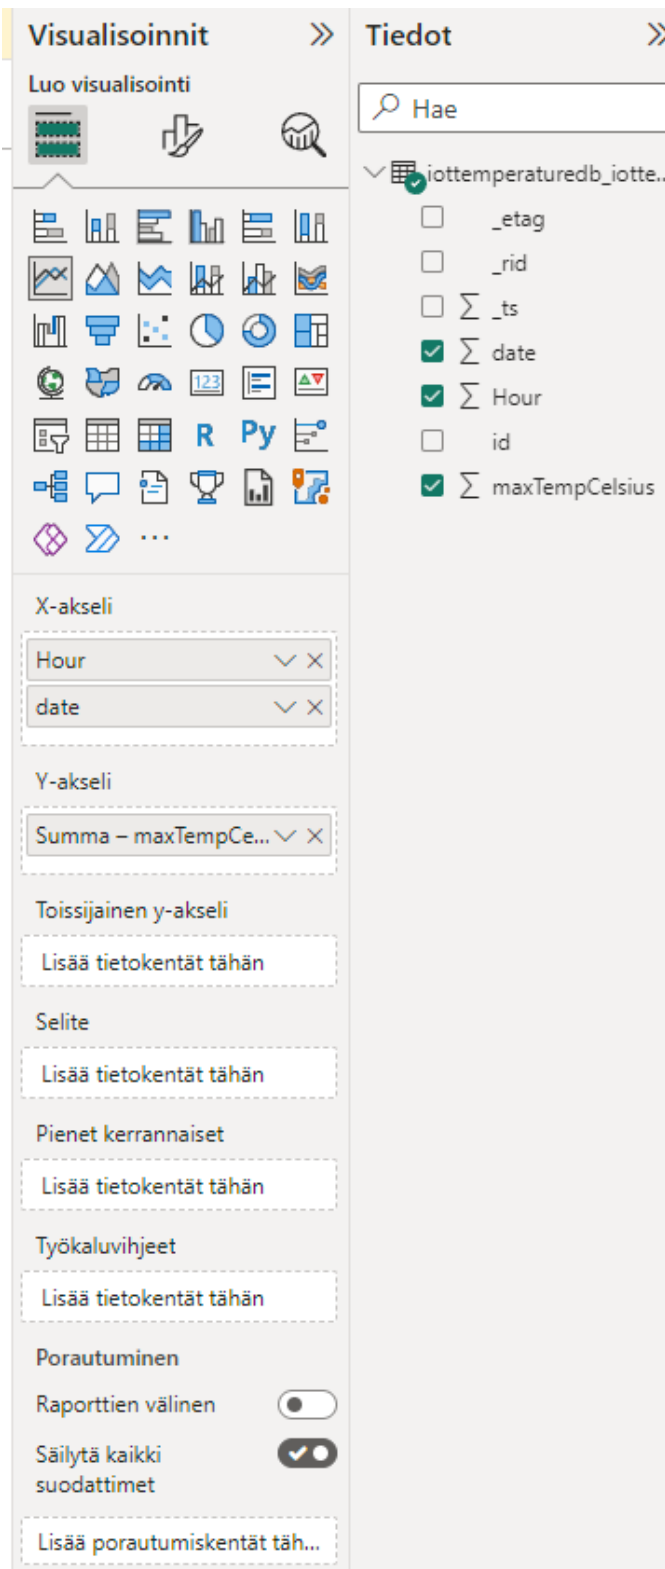 Visualisoinnit
Luo visualisointi
123
R
Py
...
X-akseli
Hour
date
Y-akseli
Summa – maxTempCe...
Toissijainen y-akseli
Lisää tietokentät tähän
Selite
Lisää tietokentät tähän
Pienet kerrannaiset
Lisää tietokentät tähän
Työkaluvihjeet
Lisää tietokentät tähän
Porautuminen
Raporttien välinen
Säilytä kaikki
suodattimet
Lisää porautumiskentät täh...
Tiedot
Hae
iottemperaturedb_iotte...
_etag
_rid
∑ _ts
∑ date
∑ Hour
id
∑ maxTempCelsius